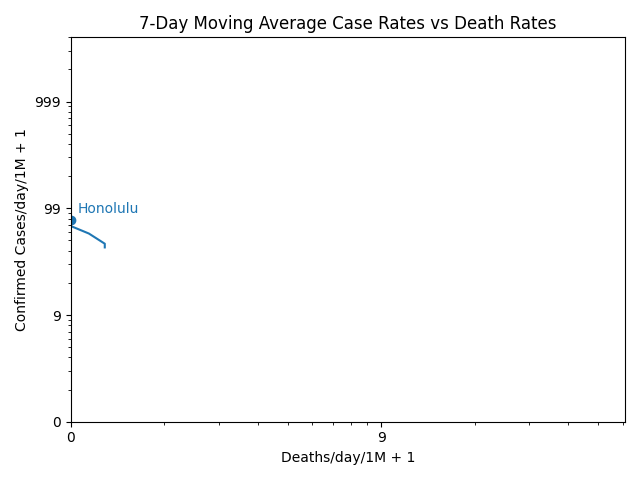 7-Day Moving Average Case Rates vs Death Rates
Confirmed Cases/day/1M + 1
999
99
9
0
Honolulu
0
9
Deaths/day/1M + 1